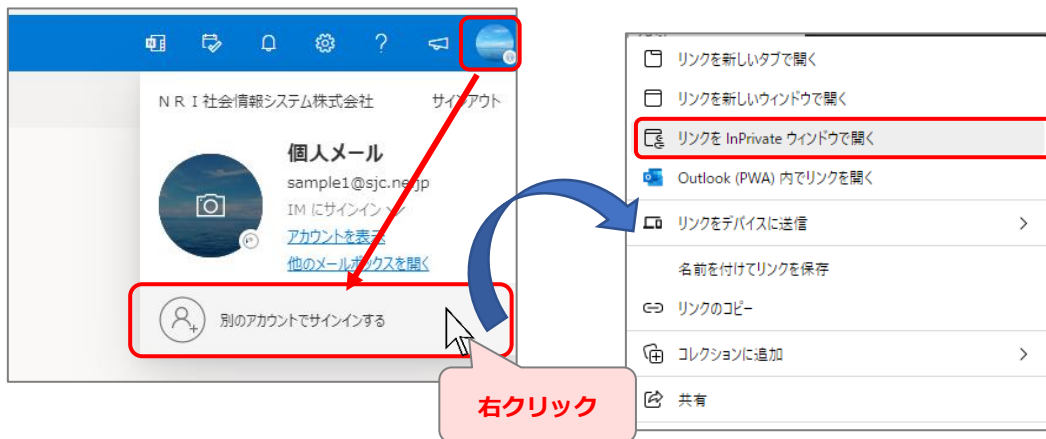 NRI社会情報システム株式会社 サインアウト
個人メール
sample1@sjc.ne.jp
IM にサインイン
アカウントを表示
他のメールボックスを開く
別のアカウントでサインインする
右クリック
リンクを新しいタブで開く
リンクを新しいウィンドウで開く
リンクを InPrivate ウィンドウで開く
Outlook (PWA) 内でリンクを開く
リンクをデバイスに送信
名前を付けてリンクを保存
リンクのコピー
コレクションに追加
共有